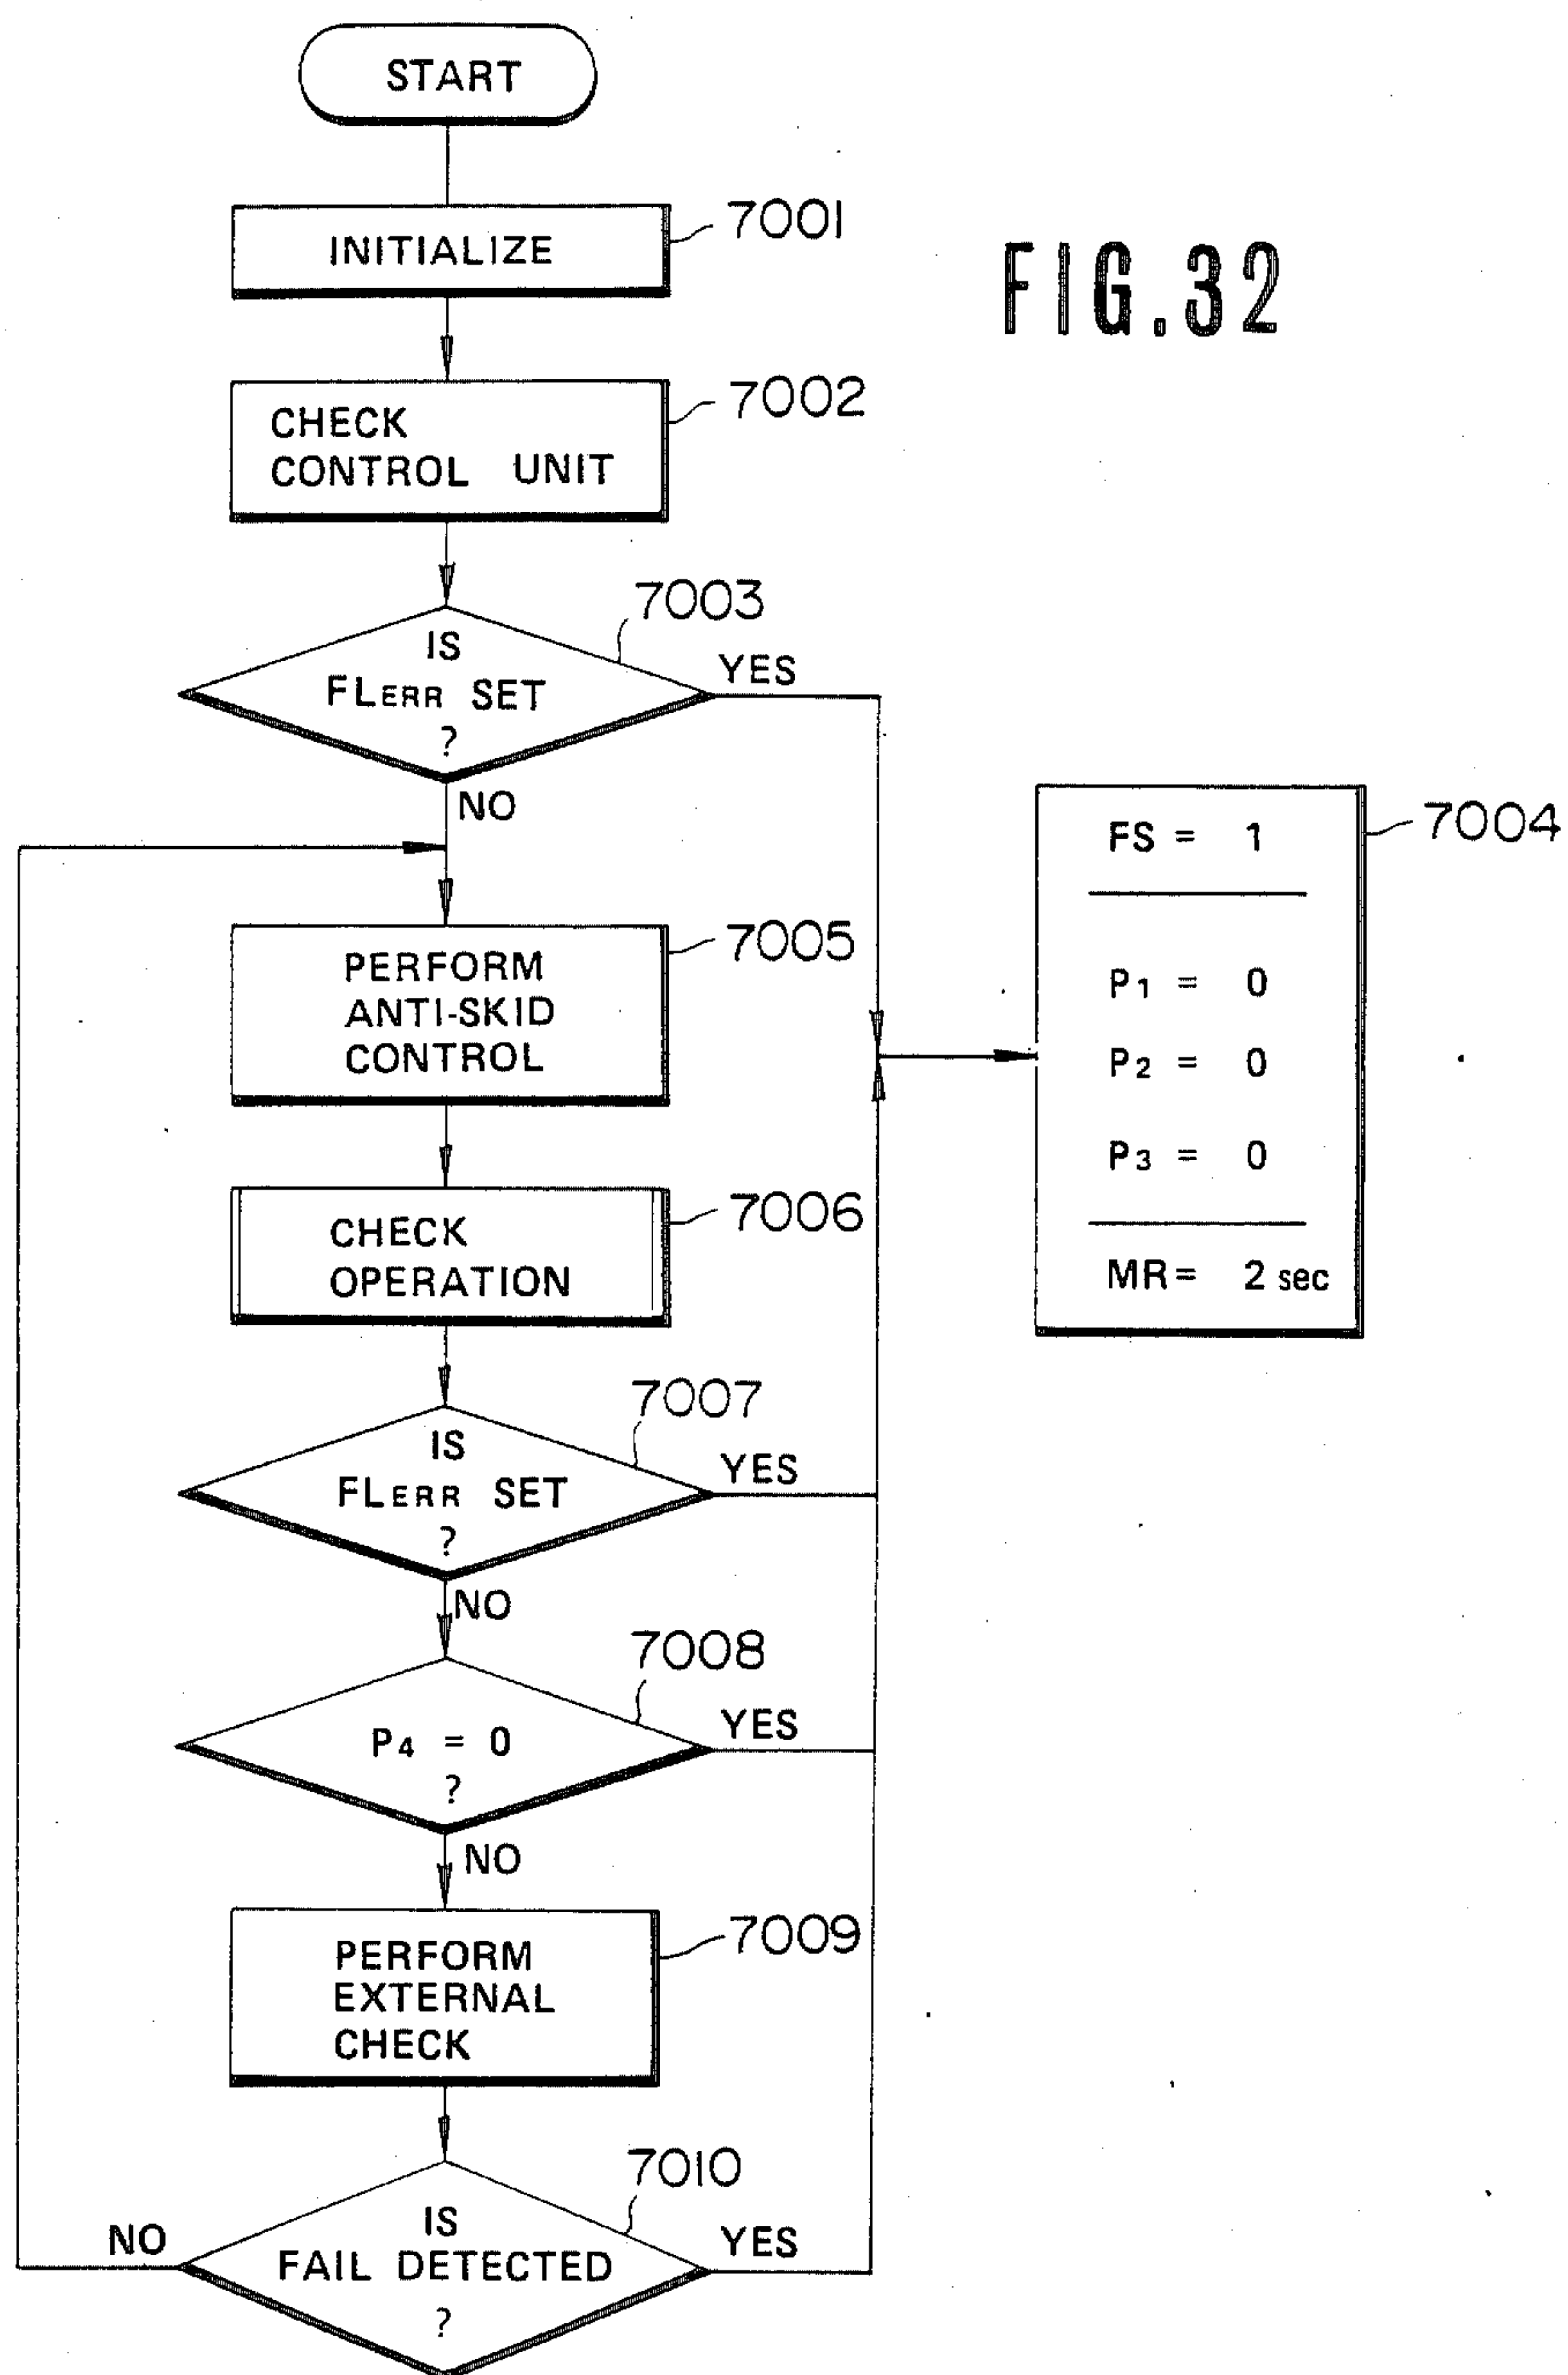 START
INITIALIZE
7001
FIG.32
CHECK
CONTROL UNIT
7002
7003
IS
FLERR SET
?
YES
NO
FS = 1
P1 = 0
P2 = 0
P3 = 0
MR= 2 sec
7004
PERFORM
ANTI-SKID
CONTROL
7005
CHECK
OPERATION
7006
7007
IS
FLERR SET
?
YES
NO
7008
P4 = 0
?
YES
NO
PERFORM
EXTERNAL
CHECK
7009
7010
IS
FAIL DETECTED
?
NO
YES